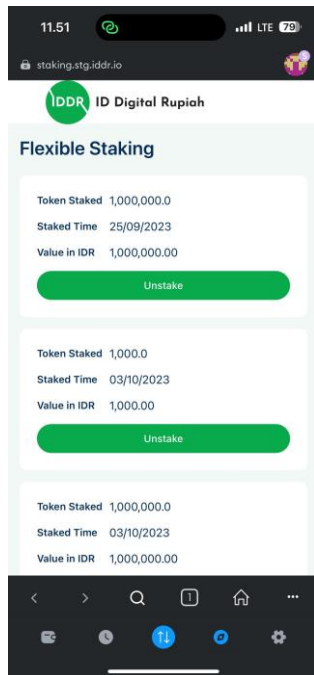 11.51 LTE 79
staking.stg.iddr.io
IDDR ID Digital Rupiah
Flexible Staking
Token Staked 1,000,000.0
Staked Time 25/09/2023
Value in IDR 1,000,000.00
Unstake
Token Staked 1,000.0
Staked Time 03/10/2023
Value in IDR 1,000.00
Unstake
Token Staked 1,000,000.0
Staked Time 03/10/2023
Value in IDR 1,000,000.00
1